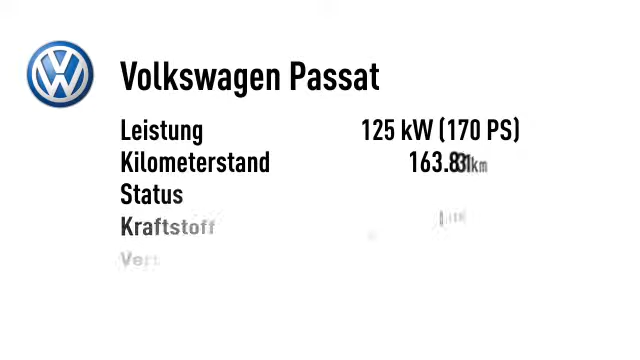 Volkswagen Passat
Leistung 125 kW (170 PS)
Kilometerstand
Status
Kraftstoff